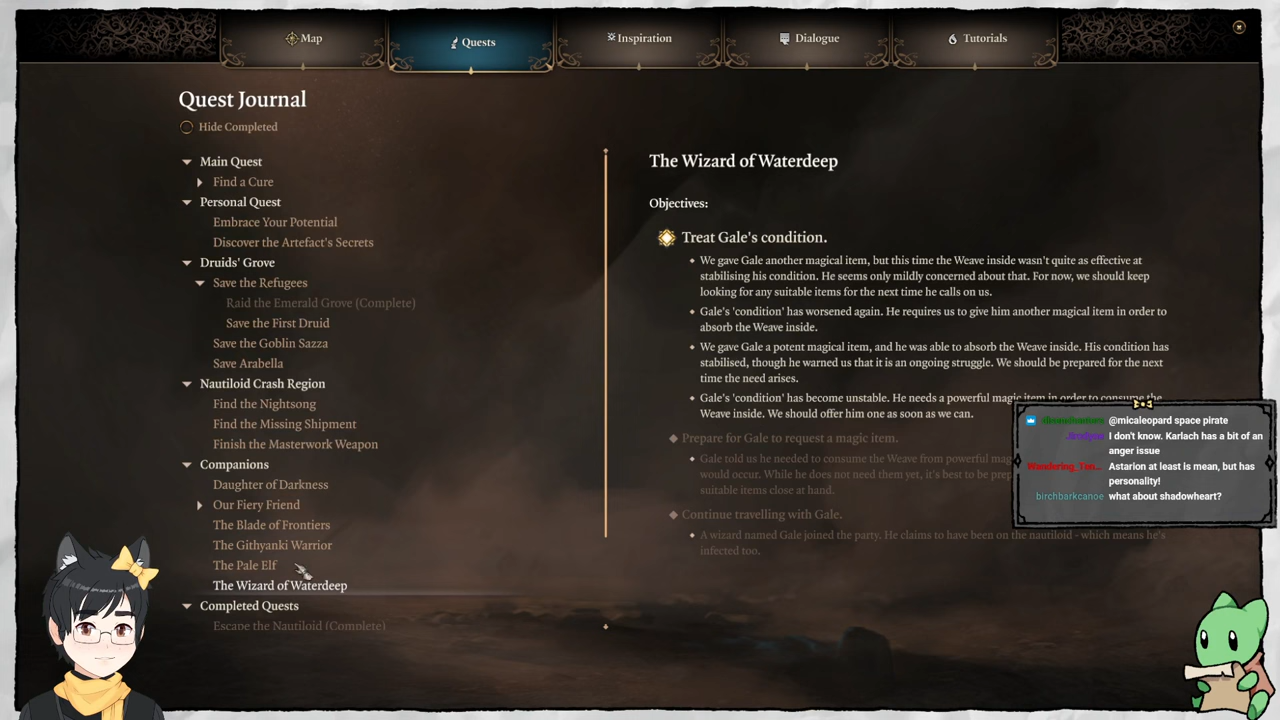 Map
Quests
Inspiration
Dialogue
Tutorials
Quest Journal
Hide Completed
Main Quest
Find a Cure
Personal Quest
Embrace Your Potential
Discover the Artefact's Secrets
Druids' Grove
Save the Refugees
Raid the Emerald Grove (Complete)
Save the First Druid
Save the Goblin Sazza
Save Arabella
Nautiloid Crash Region
Find the Nightsong
Find the Missing Shipment
Finish the Masterwork Weapon
Companions
Daughter of Darkness
Our Fiery Friend
The Blade of Frontiers
The Githyanki Warrior
The Pale Elf
The Wizard of Waterdeep
Completed Quests
Escape the Nautiloid (Complete)
The Wizard of Waterdeep
Objectives:
Treat Gale's condition.
We gave Gale another magical item, but this time the Weave inside wasn't quite as effective at
stabilising his condition. He seems only mildly concerned about that. For now, we should keep
looking for any suitable items for the next time he calls on us.
Gale's 'condition' has worsened again. He requires us to give him another magical item in order to
absorb the Weave inside.
We gave Gale a potent magical item, and he was able to absorb the Weave inside. His condition has
stabilised, though he warned us that it is an ongoing struggle. We should be prepared for the next
time the need arises.
Gale's 'condition' has become unstable. He needs a powerful magic item in order to consume the
Weave inside. We should offer him one as soon as we can.
Prepare for Gale to request a magic item.
Gale told us he needed to consume the Weave from powerful mag
would occur. While he does not need them yet, it's best to be prep
suitable items close at hand.
Continue travelling with Gale.
A wizard named Gale joined the party. He claims to have been on the nautiloid - which means he's
infected too.
@micaleopard space pirate
I don't know. Karlach has a bit of an
anger issue
Wandering_Ton... Astarion at least is mean, but has
personality!
birchbarkcanoe what about shadowheart?